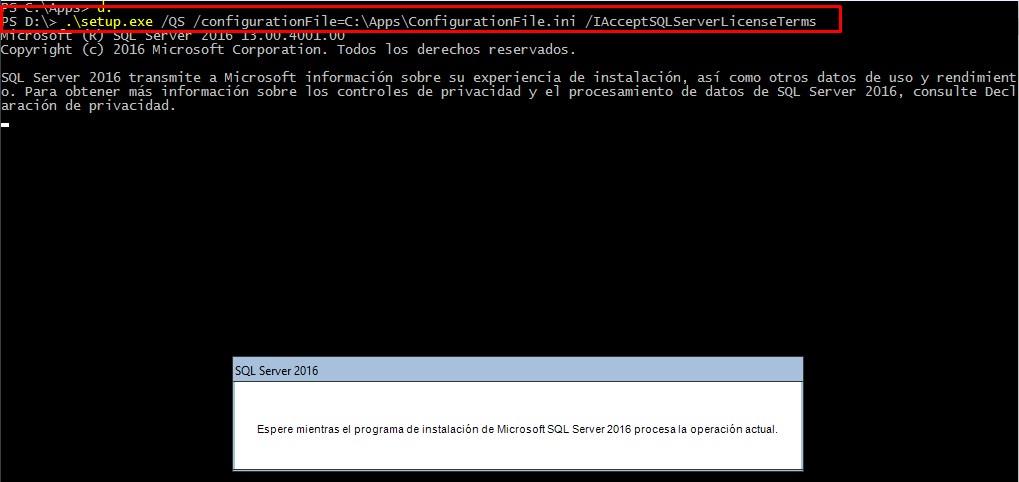 PS C:\Apps> d:
PS D:\> .\setup.exe /QS /configurationFile=C:\Apps\ConfigurationFile.ini /IAcceptSQLServerLicenseTerms
Microsoft (R) SQL Server 2016 13.00.4001.00
Copyright (c) 2016 Microsoft Corporation. Todos los derechos reservados.
SQL Server 2016 transmite a Microsoft información sobre su experiencia de instalación, así como otros datos de uso y rendimient
o. Para obtener más información sobre los controles de privacidad y el procesamiento de datos de SQL Server 2016, consulte Decl
aración de privacidad.
SQL Server 2016
Espere mientras el programa de instalación de Microsoft SQL Server 2016 procesa la operación actual.